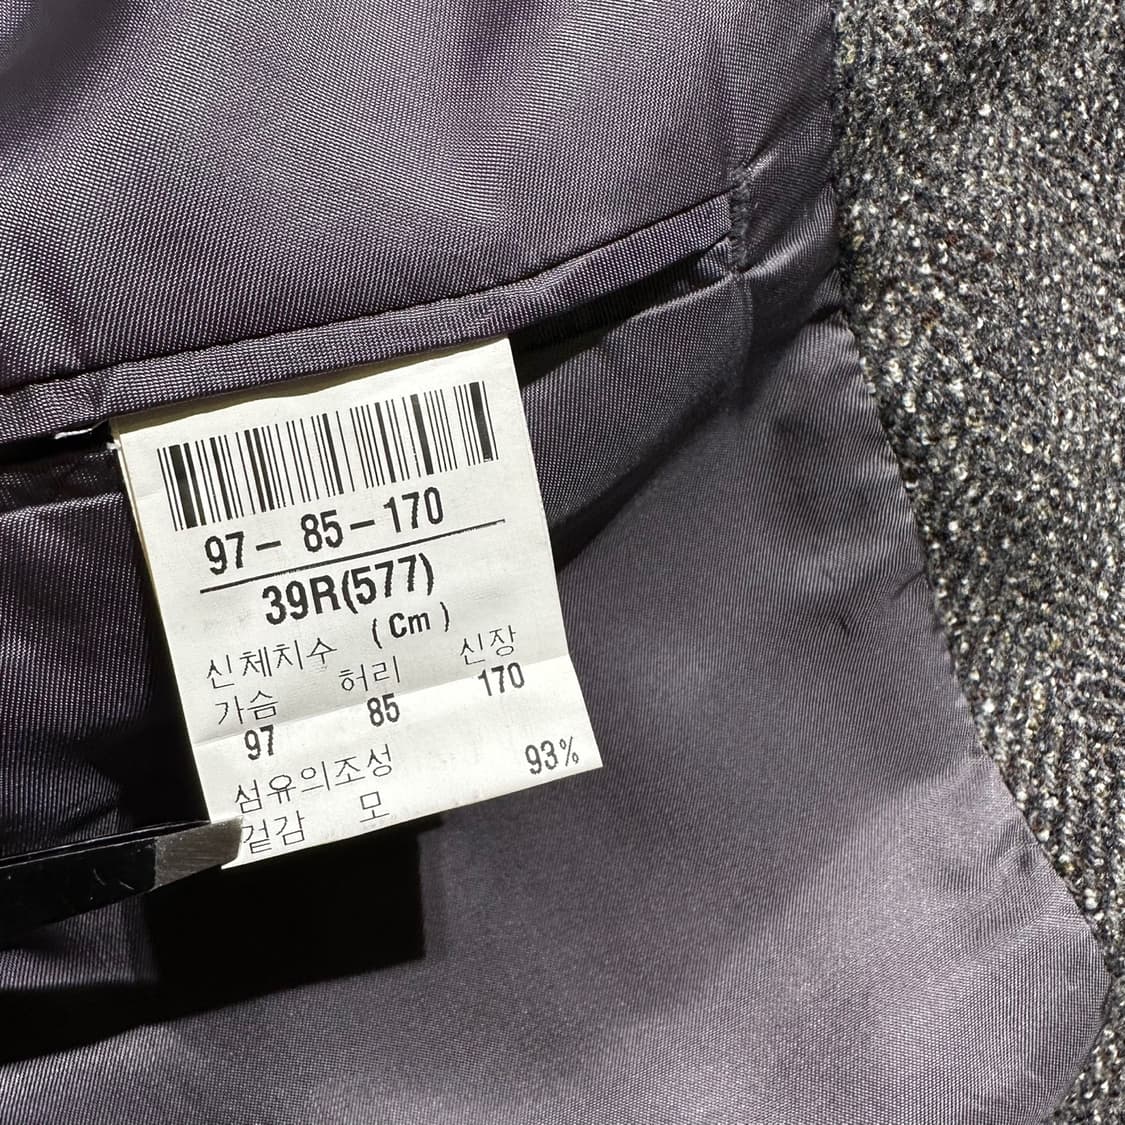 97- 85-170
39R(577)
(Cm)
신체치수
가슴 허리 신장
97 85 170
섬유의조성
겉감 모 93%